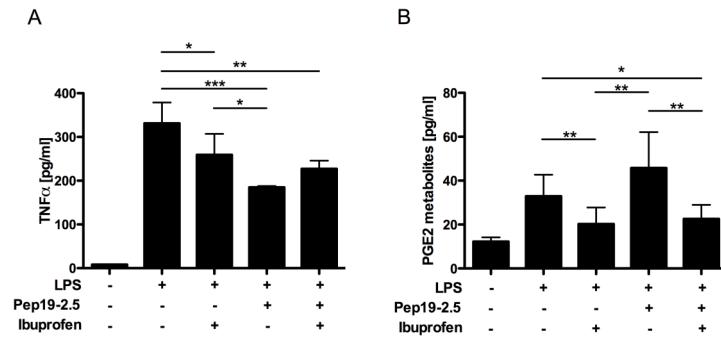 A
*
**
***
*
400
300
200
100
0
TNFα [pg/ml]
LPS - + + + +
Pep19-2.5 - - - + +
Ibuprofen - - + - +
B
*
**
**
**
80
60
40
20
0
PGE2 metabolites [pg/ml]
LPS - + + + +
Pep19-2.5 - - - + +
Ibuprofen - - + - +